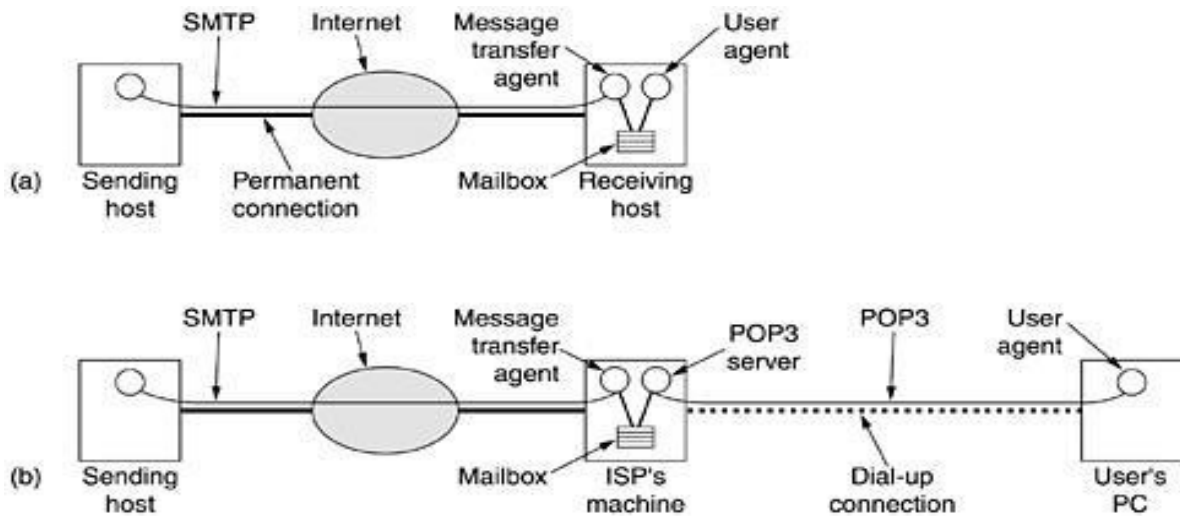 SMTP
Internet
Message
transfer
agent
User
agent
(a)
Sending
host
Permanent
connection
Mailbox
Receiving
host
SMTP
Internet
Message
transfer
agent
POP3
server
POP3
User
agent
(b)
Sending
host
Mailbox
ISP's
machine
Dial-up
connection
User's
PC